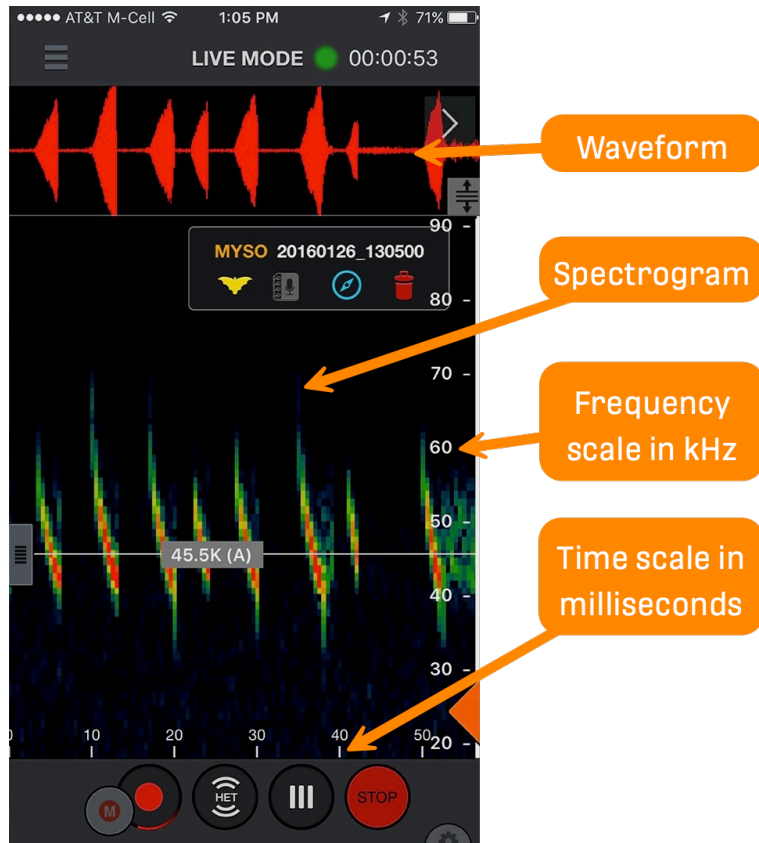 AT&T M-Cell 1:05 PM 71%
LIVE MODE 00:00:53
Waveform
90
MYSO 20160126_130500
Spectrogram
80
70
Frequency
scale in kHz
60
50
45.5K (A)
Time scale in
milliseconds
40
30
0 10 20 30 40 50
20
M
HET
STOP